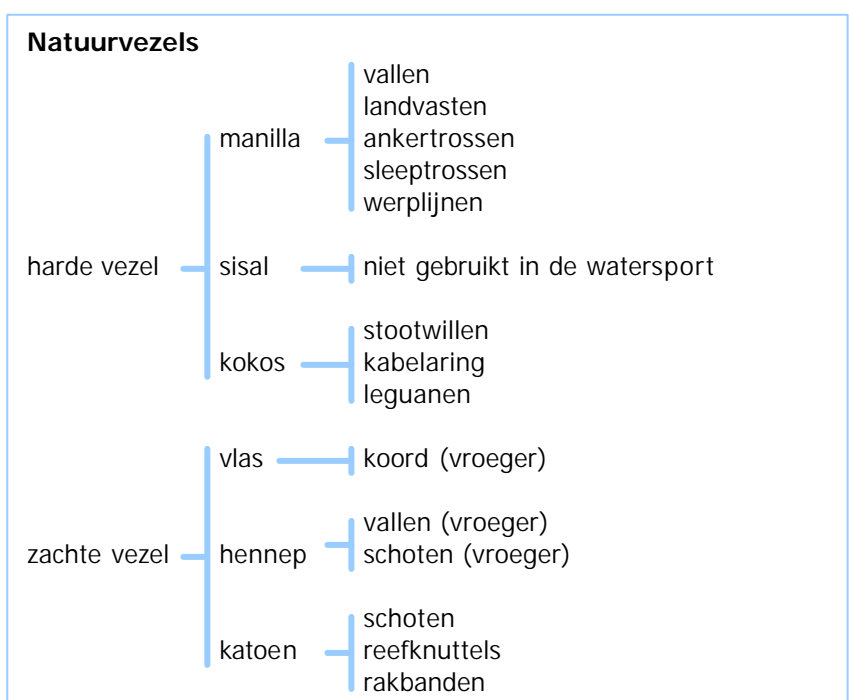 Natuurvezels
vallen
landvasten
manilla ankertrossen
sleeptrossen
werplijnen
harde vezel sisal niet gebruikt in de watersport
stootwillen
kokos kabelaring
leguanen
vlas koord (vroeger)
vallen (vroeger)
zachte vezel hennep schoten (vroeger)
schoten
katoen reefknuttels
rakbanden